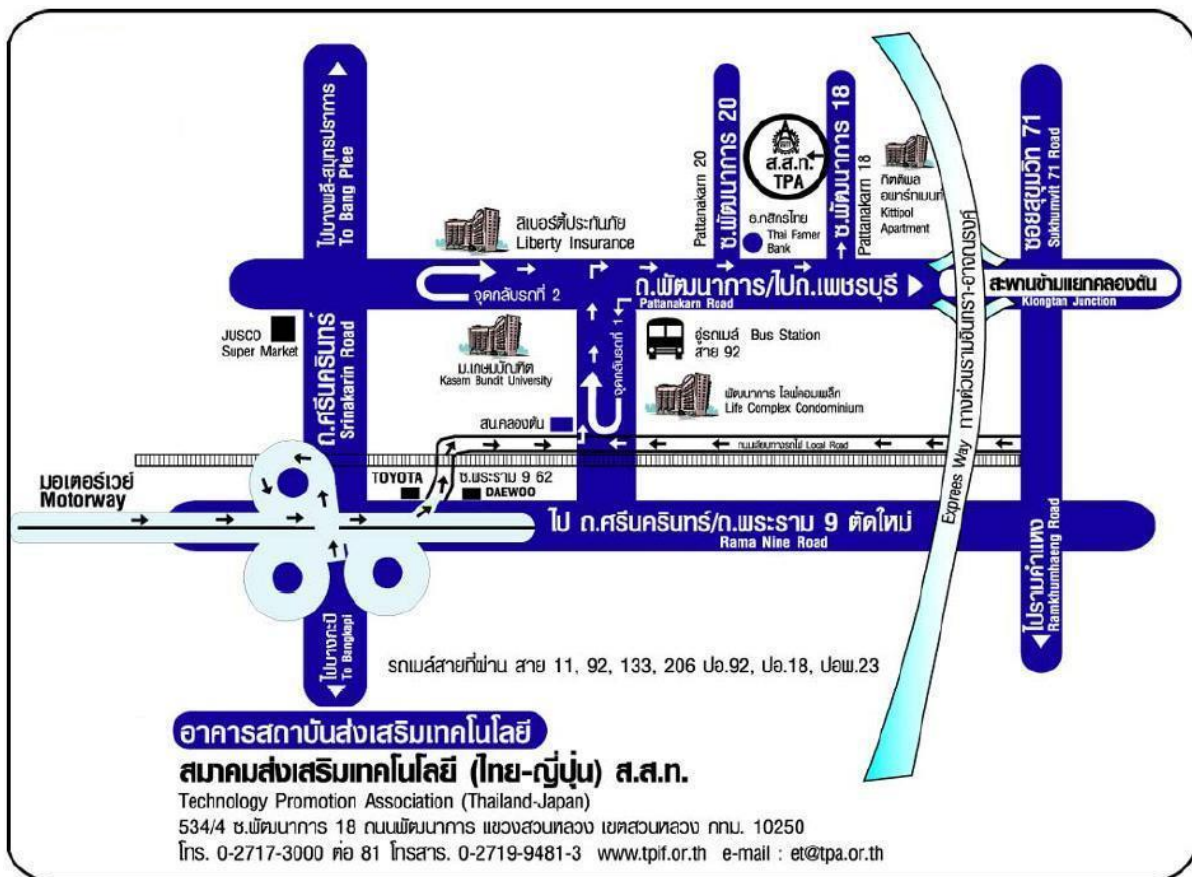 ไปบางพลี-สมุทรปราการ
To Bang Plee
ซ.พัฒนาการ 20
Pattanakarn 20
ส.ส.ท.
TPA
ซ.พัฒนาการ 18
Pattanakarn 18
กิตติพล
อพาร์ทเมนท์
Kittipol
Apartment
ซอยสุขุมวิท 71
Sukhumvit 71 Road
ลิเบอร์ตี้ประกันภัย
Liberty Insurance
ธ.กสิกรไทย
Thai Famer
Bank
จุดกลับรถที่ 2
ถ.พัฒนาการ/ไปถ.เพชรบุรี
Pattanakarn Road
สะพานข้ามแยกคลองตัน
Klongtan Junction
JUSCO
Super Market
ถ.ศรีนครินทร์
Srinakarin Road
ม.เกษมบัณฑิต
Kasem Bundit University
จุดกลับรถที่ 1
อู่รถเมล์ Bus Station
สาย 92
พัฒนาการ ไลฟ์คอมเพล็ก
Life Complex Condominium
ทางด่วนรามอินทรา-อาจณรงค์
Exprees Way
สน.คลองตัน
ถนนเลียบทางรถไฟ Local Road
มอเตอร์เวย์
Motorway
TOYOTA
ซ.พระราม 9 62
DAEWOO
ไป ถ.ศรีนครินทร์/ถ.พระราม 9 ตัดใหม่
Rama Nine Road
ไปรามคำแหง
Ramkhumhaeng Road
ไปบางกะปิ
To Bangkapi
รถเมล์สายที่ผ่าน สาย 11, 92, 133, 206 ปอ.92, ปอ.18, ปอพ.23
อาคารสถาบันส่งเสริมเทคโนโลยี
สมาคมส่งเสริมเทคโนโลยี (ไทย-ญี่ปุ่น) ส.ส.ท.
Technology Promotion Association (Thailand-Japan)
534/4 ซ.พัฒนาการ 18 ถนนพัฒนาการ แขวงสวนหลวง เขตสวนหลวง กทม. 10250
โทร. 0-2717-3000 ต่อ 81 โทรสาร. 0-2719-9481-3 www.tpif.or.th e-mail : et@tpa.or.th